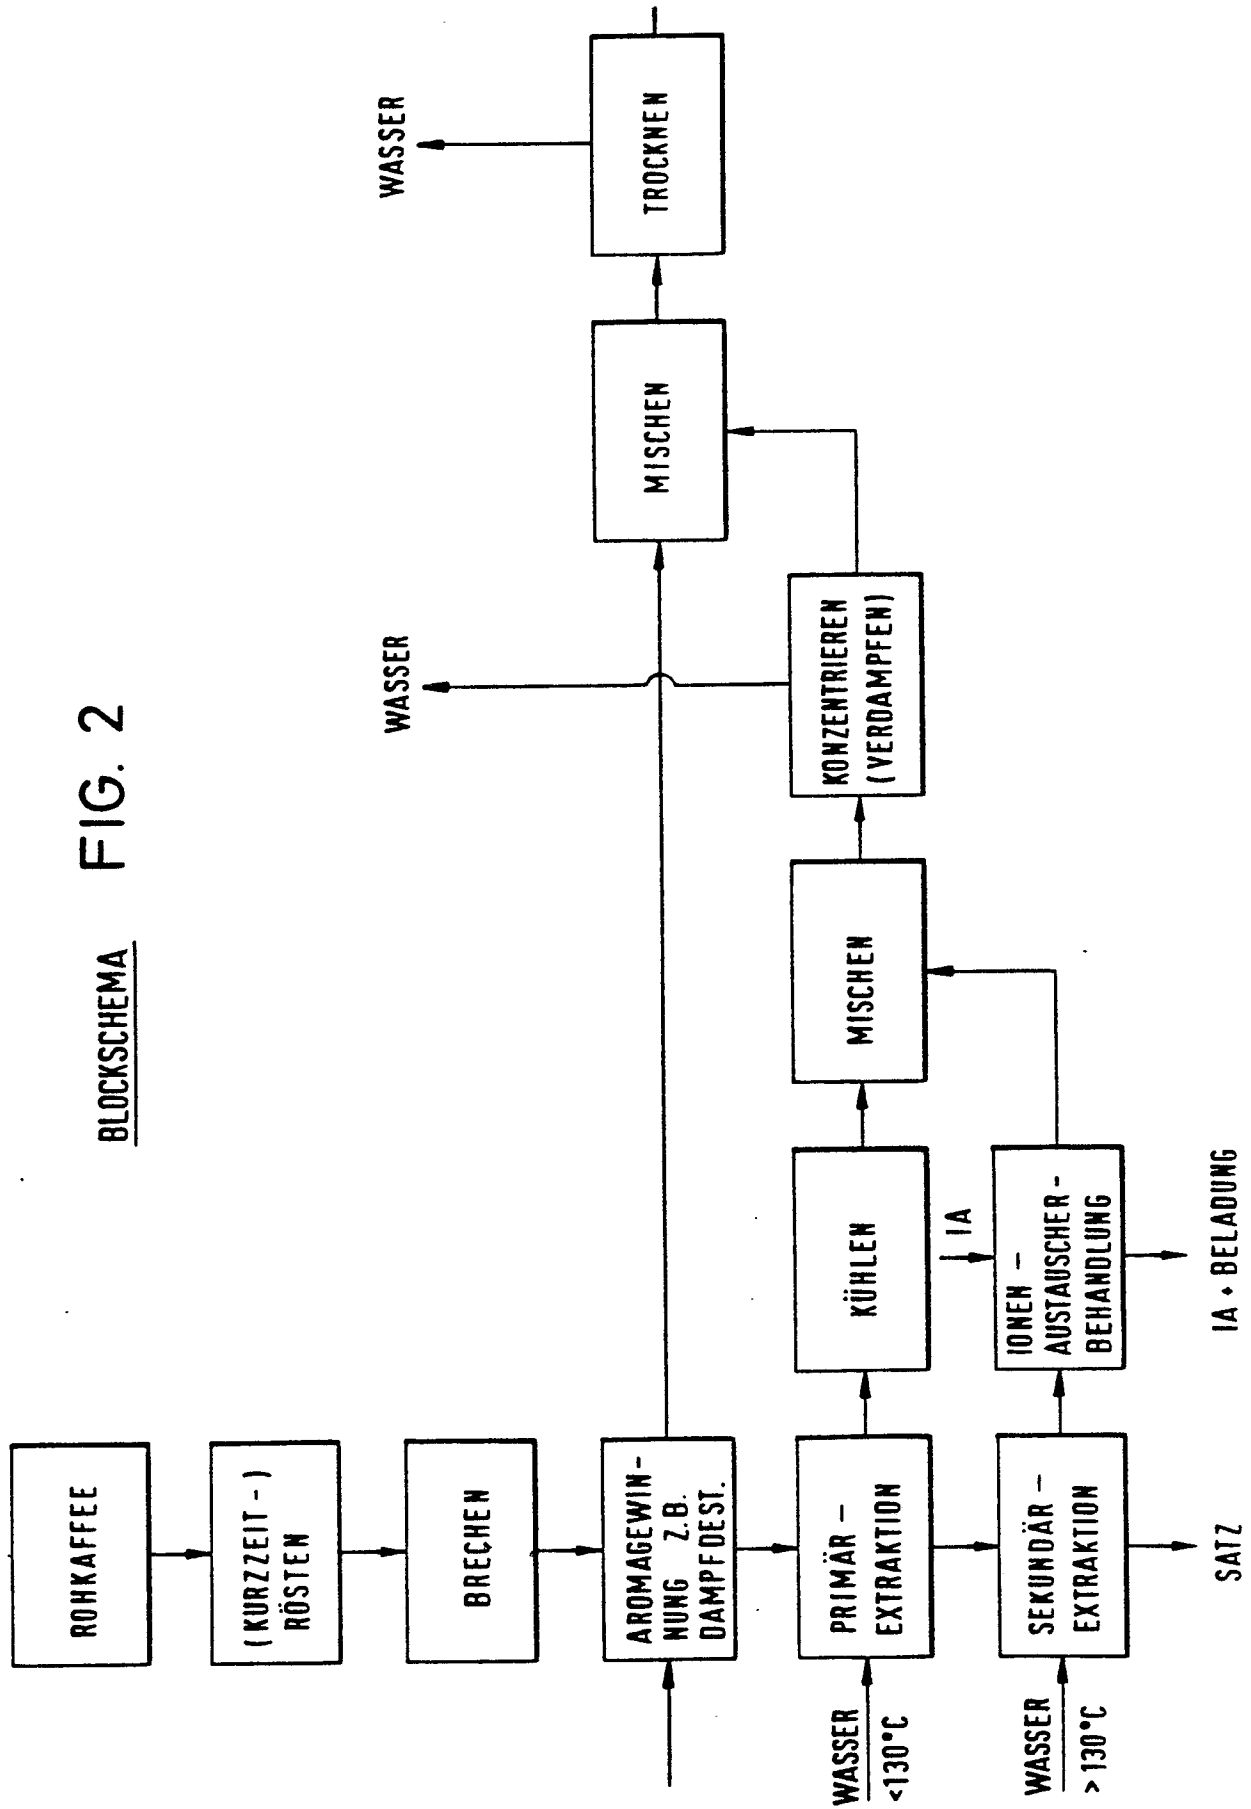 BLOCKSCHEMA FIG. 2
ROHKAFFEE
(KURZZEIT-)
RÖSTEN
BRECHEN
AROMAGEWIN-
NUNG Z.B.
DAMPFDEST.
MISCHEN
TROCKNEN
WASSER
WASSER
WASSER
<130°C
PRIMÄR-
EXTRAKTION
KÜHLEN
MISCHEN
KONZENTRIEREN
(VERDAMPFEN)
WASSER
>130°C
SEKUNDÄR-
EXTRAKTION
IA
IONEN-
AUSTAUSCHER-
BEHANDLUNG
SATZ
IA + BELADUNG